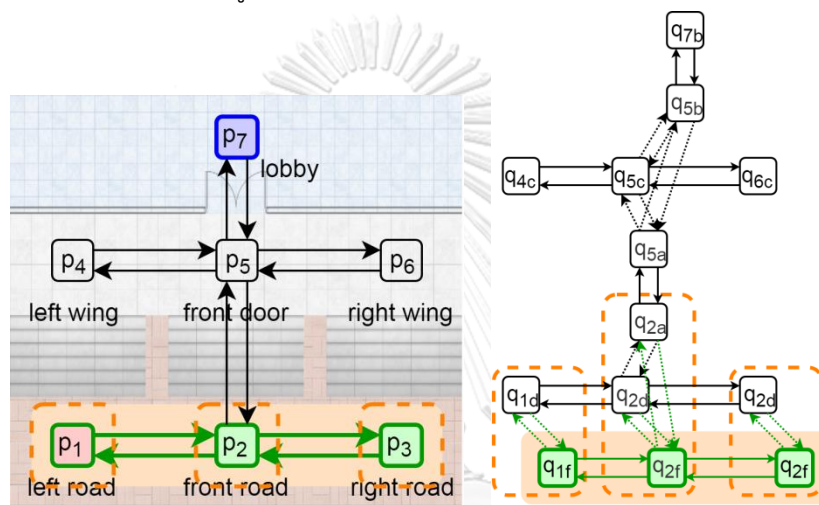 p7
lobby
p4 p5 p6
left wing front door right wing
p1 p2 p3
left road front road right road
q7b
q5b
q4c q5c q6c
q5a
q2a
q1d q2d q2d
q1f q2f q2f